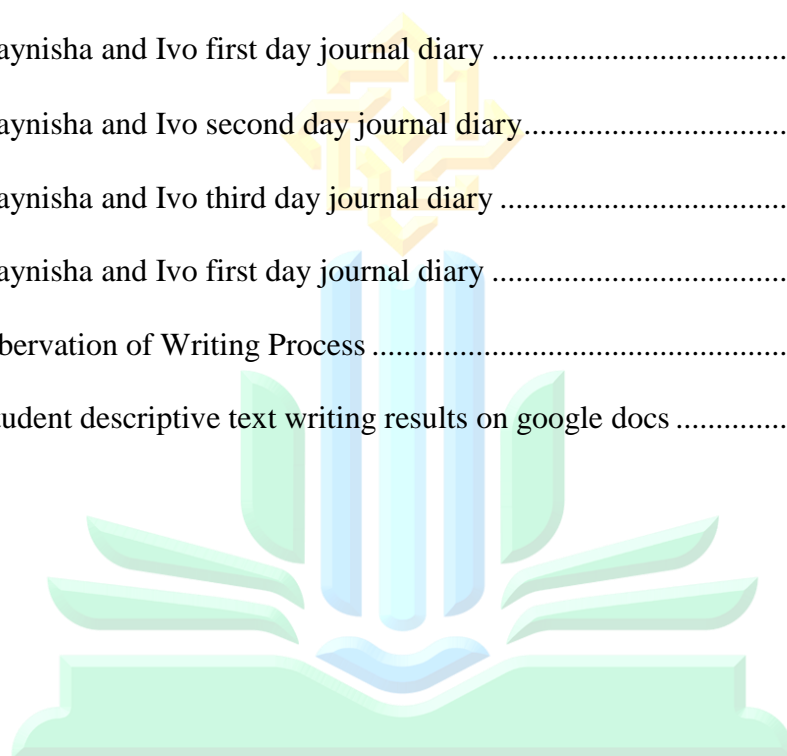 aynisha and Ivo first day journal diary .....................................
aynisha and Ivo second day journal diary.................................
aynisha and Ivo third day journal diary ....................................
aynisha and Ivo first day journal diary .....................................
bervation of Writing Process ....................................................
tudent descriptive text writing results on google docs ..............